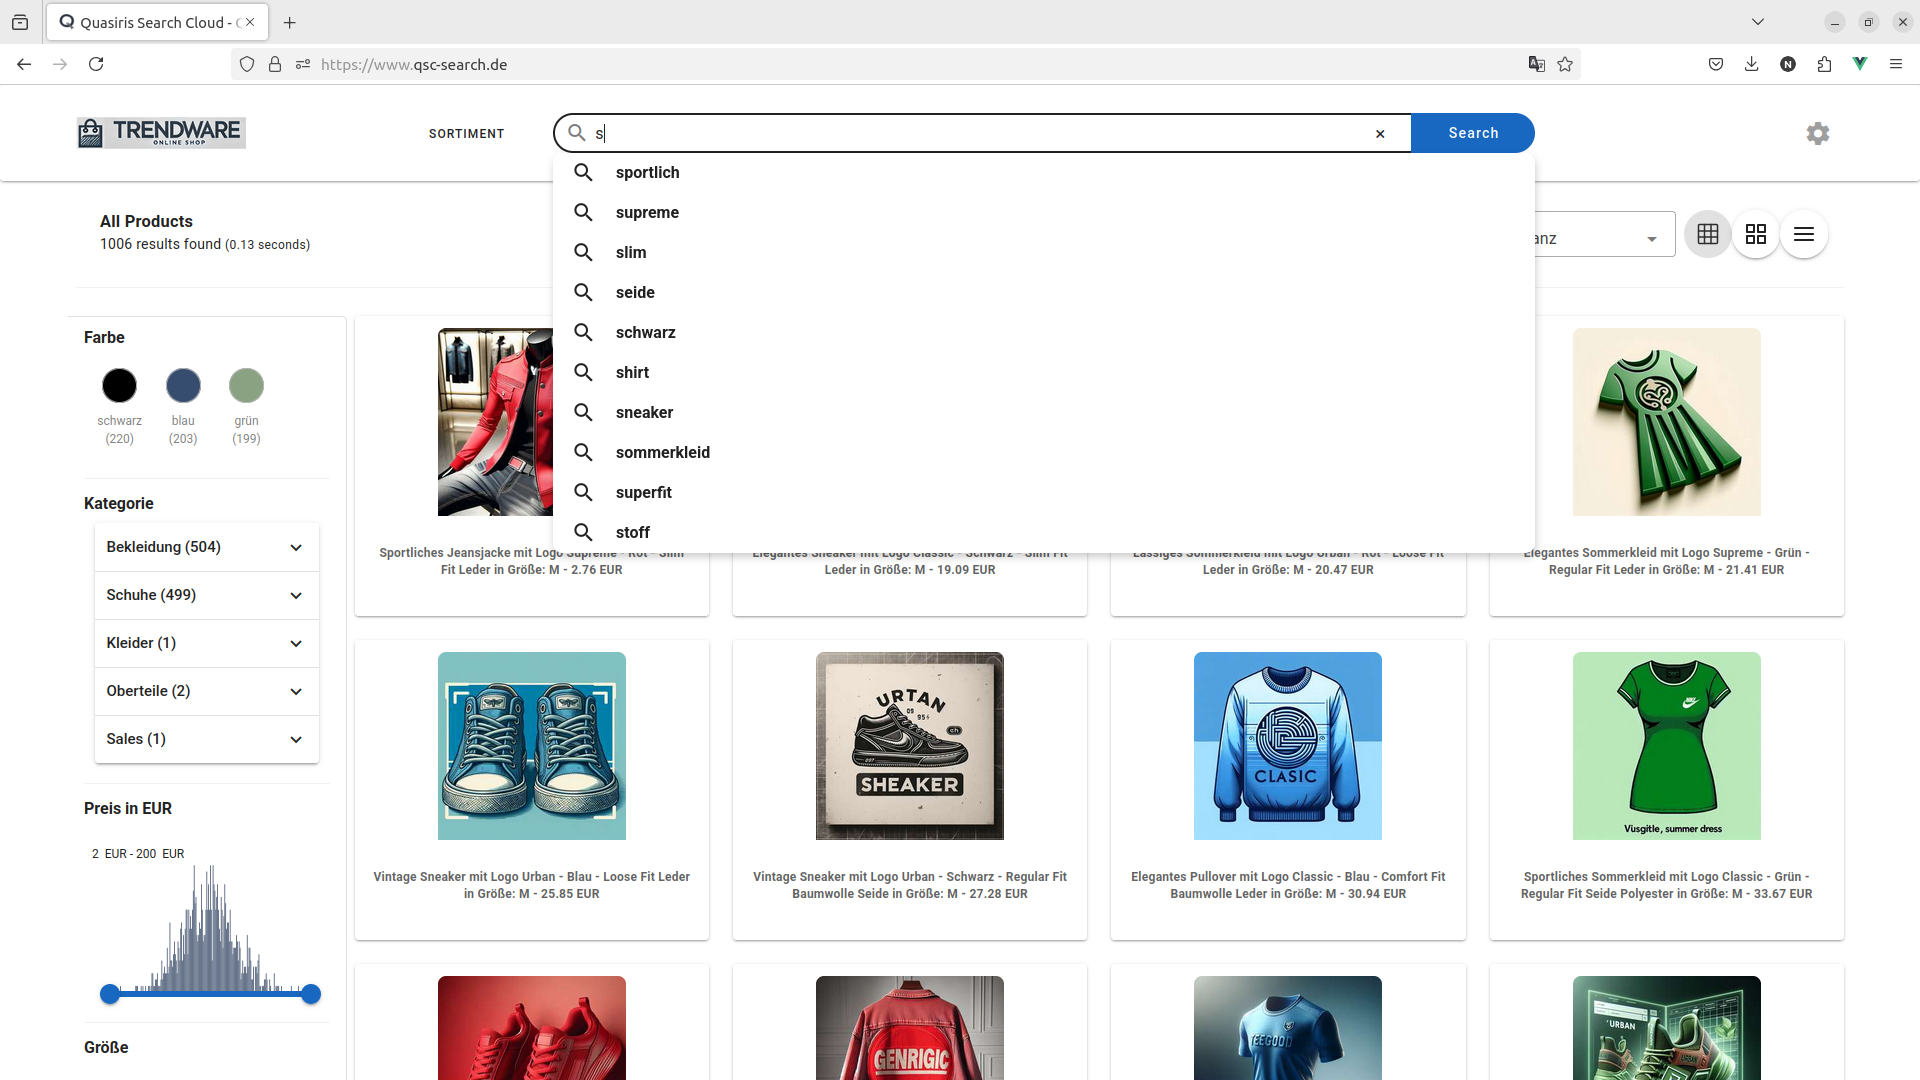 Quasiris Search Cloud -
https://www.qsc-search.de
TRENDWARE
ONLINE SHOP
SORTIMENT
s
Search
sportlich
supreme
slim
seide
schwarz
shirt
sneaker
sommerkleid
superfit
stoff
All Products
1006 results found (0.13 seconds)
anz
Farbe
schwarz
(220)
blau
(203)
grün
(199)
Kategorie
Bekleidung (504)
Schuhe (499)
Kleider (1)
Oberteile (2)
Sales (1)
Preis in EUR
2 EUR - 200 EUR
Größe
Sportliches Jeansjacke mit Logo Supreme - Rot - Slim
Fit Leder in Größe: M - 2.76 EUR
Elegantes Sneaker mit Logo Classic - Schwarz - Slim Fit
Leder in Größe: M - 19.09 EUR
Lässiges Sommerkleid mit Logo Urban - Rot - Loose Fit
Leder in Größe: M - 20.47 EUR
Elegantes Sommerkleid mit Logo Supreme - Grün -
Regular Fit Leder in Größe: M - 21.41 EUR
Vintage Sneaker mit Logo Urban - Blau - Loose Fit Leder
in Größe: M - 25.85 EUR
URTAN
09
95
ch
SHEAKER
Vintage Sneaker mit Logo Urban - Schwarz - Regular Fit
Baumwolle Seide in Größe: M - 27.28 EUR
CLASIC
Elegantes Pullover mit Logo Classic - Blau - Comfort Fit
Baumwolle Leder in Größe: M - 30.94 EUR
Vüsgitle, summer dress
Sportliches Sommerkleid mit Logo Classic - Grün -
Regular Fit Seide Polyester in Größe: M - 33.67 EUR
GENRIGIC
TEEGOOD
'URBAN